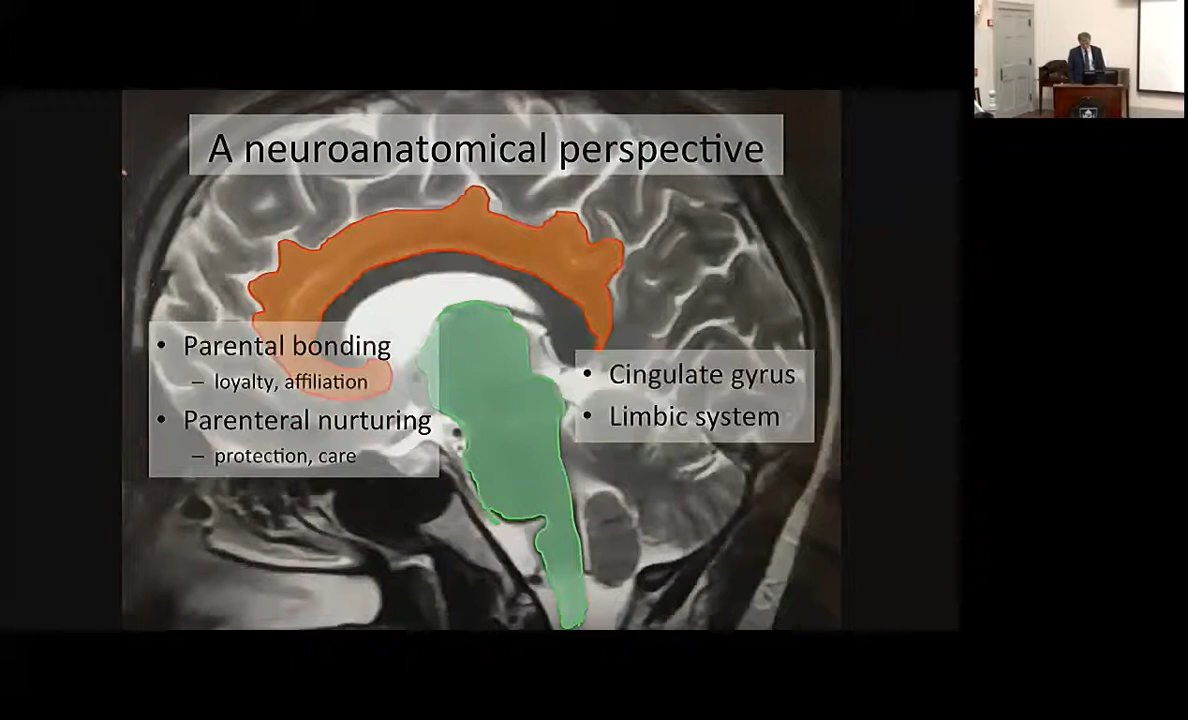 A neuroanatomical perspective
• Parental bonding
– loyalty, affiliation
• Parenteral nurturing
– protection, care
• Cingulate gyrus
• Limbic system